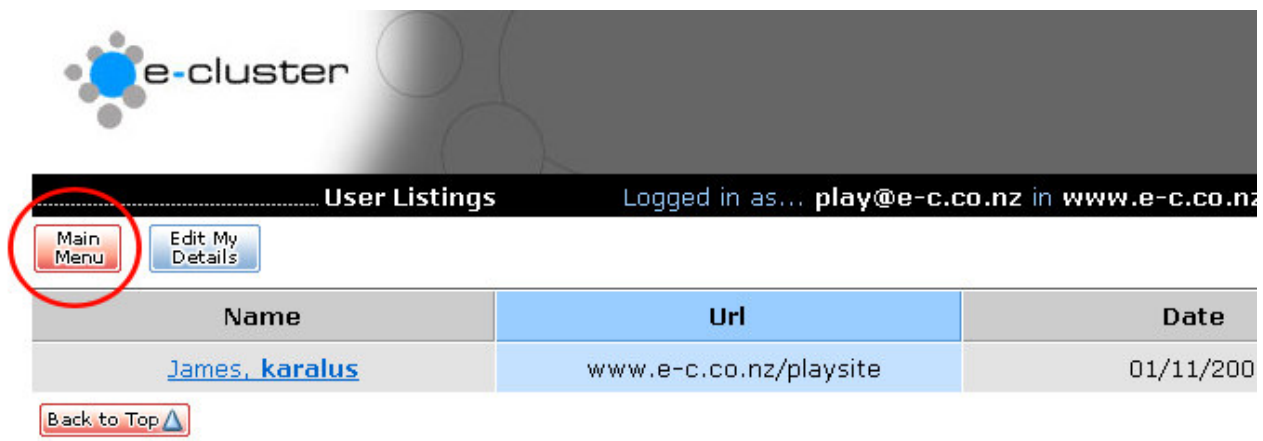 e-cluster
User Listings Logged in as... play@e-c.co.nz in www.e-c.co.nz
Main Menu
Edit My Details
Name Url Date
James, karalus www.e-c.co.nz/playsite 01/11/200
Back to Top